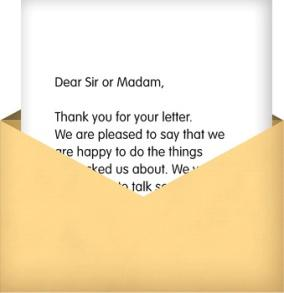 Dear Sir or Madam,
Thank you for your letter.
We are pleased to say that we
are happy to do the things
asked us about. We
to talk